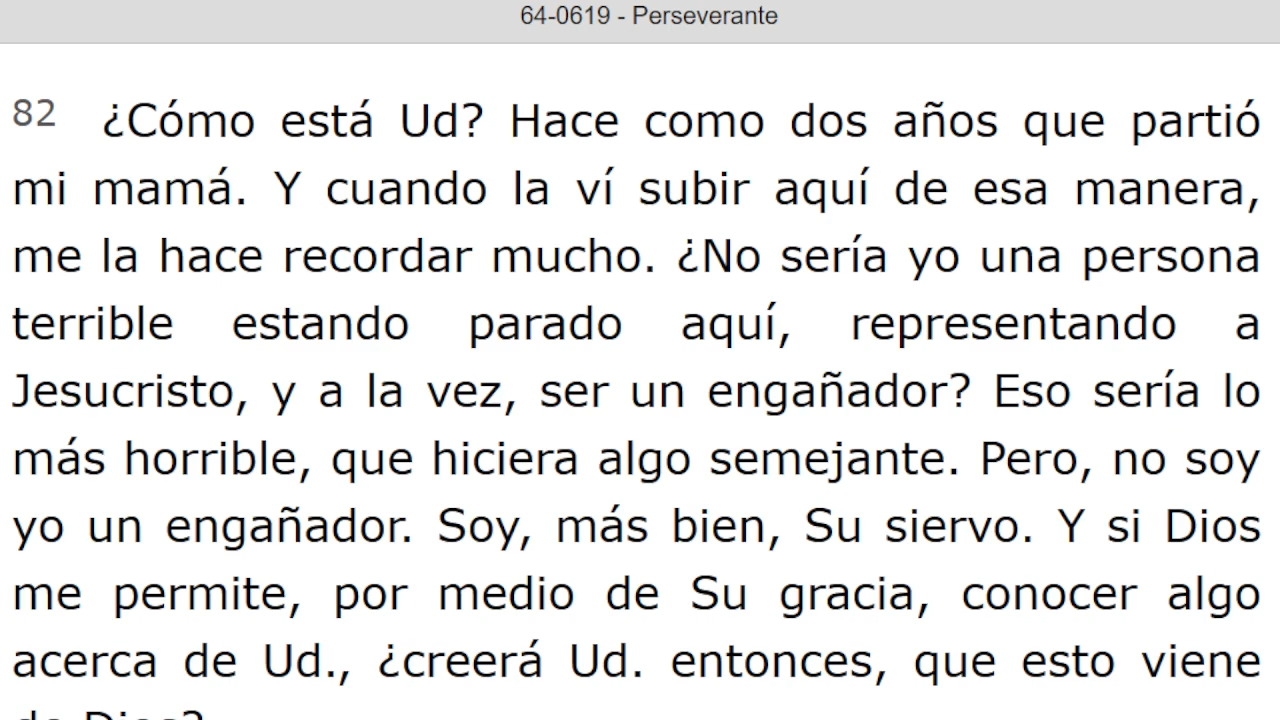 64-0619 - Perseverante
82 ¿Cómo está Ud? Hace como dos años que partió
mi mamá. Y cuando la ví subir aquí de esa manera,
me la hace recordar mucho. ¿No sería yo una persona
terrible estando parado aquí, representando a
Jesucristo, y a la vez, ser un engañador? Eso sería lo
más horrible, que hiciera algo semejante. Pero, no soy
yo un engañador. Soy, más bien, Su siervo. Y si Dios
me permite, por medio de Su gracia, conocer algo
acerca de Ud., ¿creerá Ud. entonces, que esto viene
de Dios?